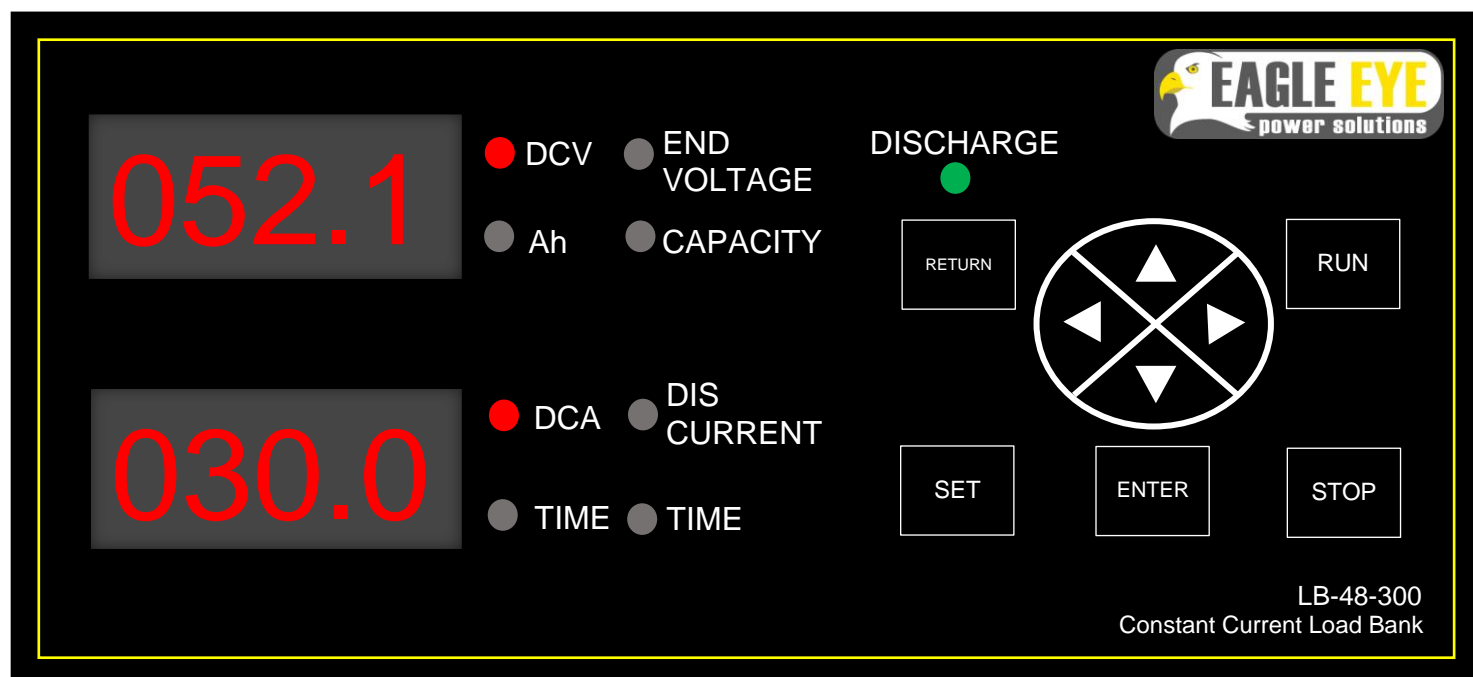 EAGLE EYE
power solutions
052.1
DCV
END
VOLTAGE
Ah
CAPACITY
DISCHARGE
RETURN
RUN
030.0
DCA
DIS
CURRENT
TIME
TIME
SET
ENTER
STOP
LB-48-300
Constant Current Load Bank